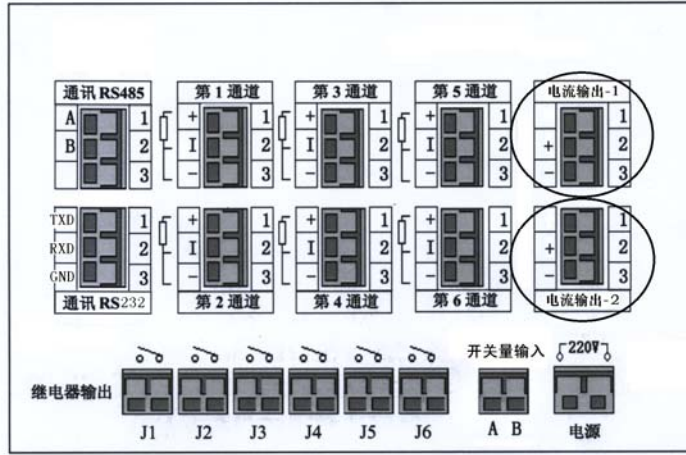 通讯 RS485 第 1 通道 第 3 通道 第 5 通道 电流输出-1
A 1 + 1 + 1 + 1 1
B 2 I 2 I 2 I 2 + 2
3 − 3 − 3 − 3 − 3
TXD 1 + 1 + 1 + 1 1
RXD 2 I 2 I 2 I 2 + 2
GND 3 − 3 − 3 − 3 − 3
通讯 RS232 第 2 通道 第 4 通道 第 6 通道 电流输出-2
开关量输入 220V
继电器输出
J1 J2 J3 J4 J5 J6 A B 电源